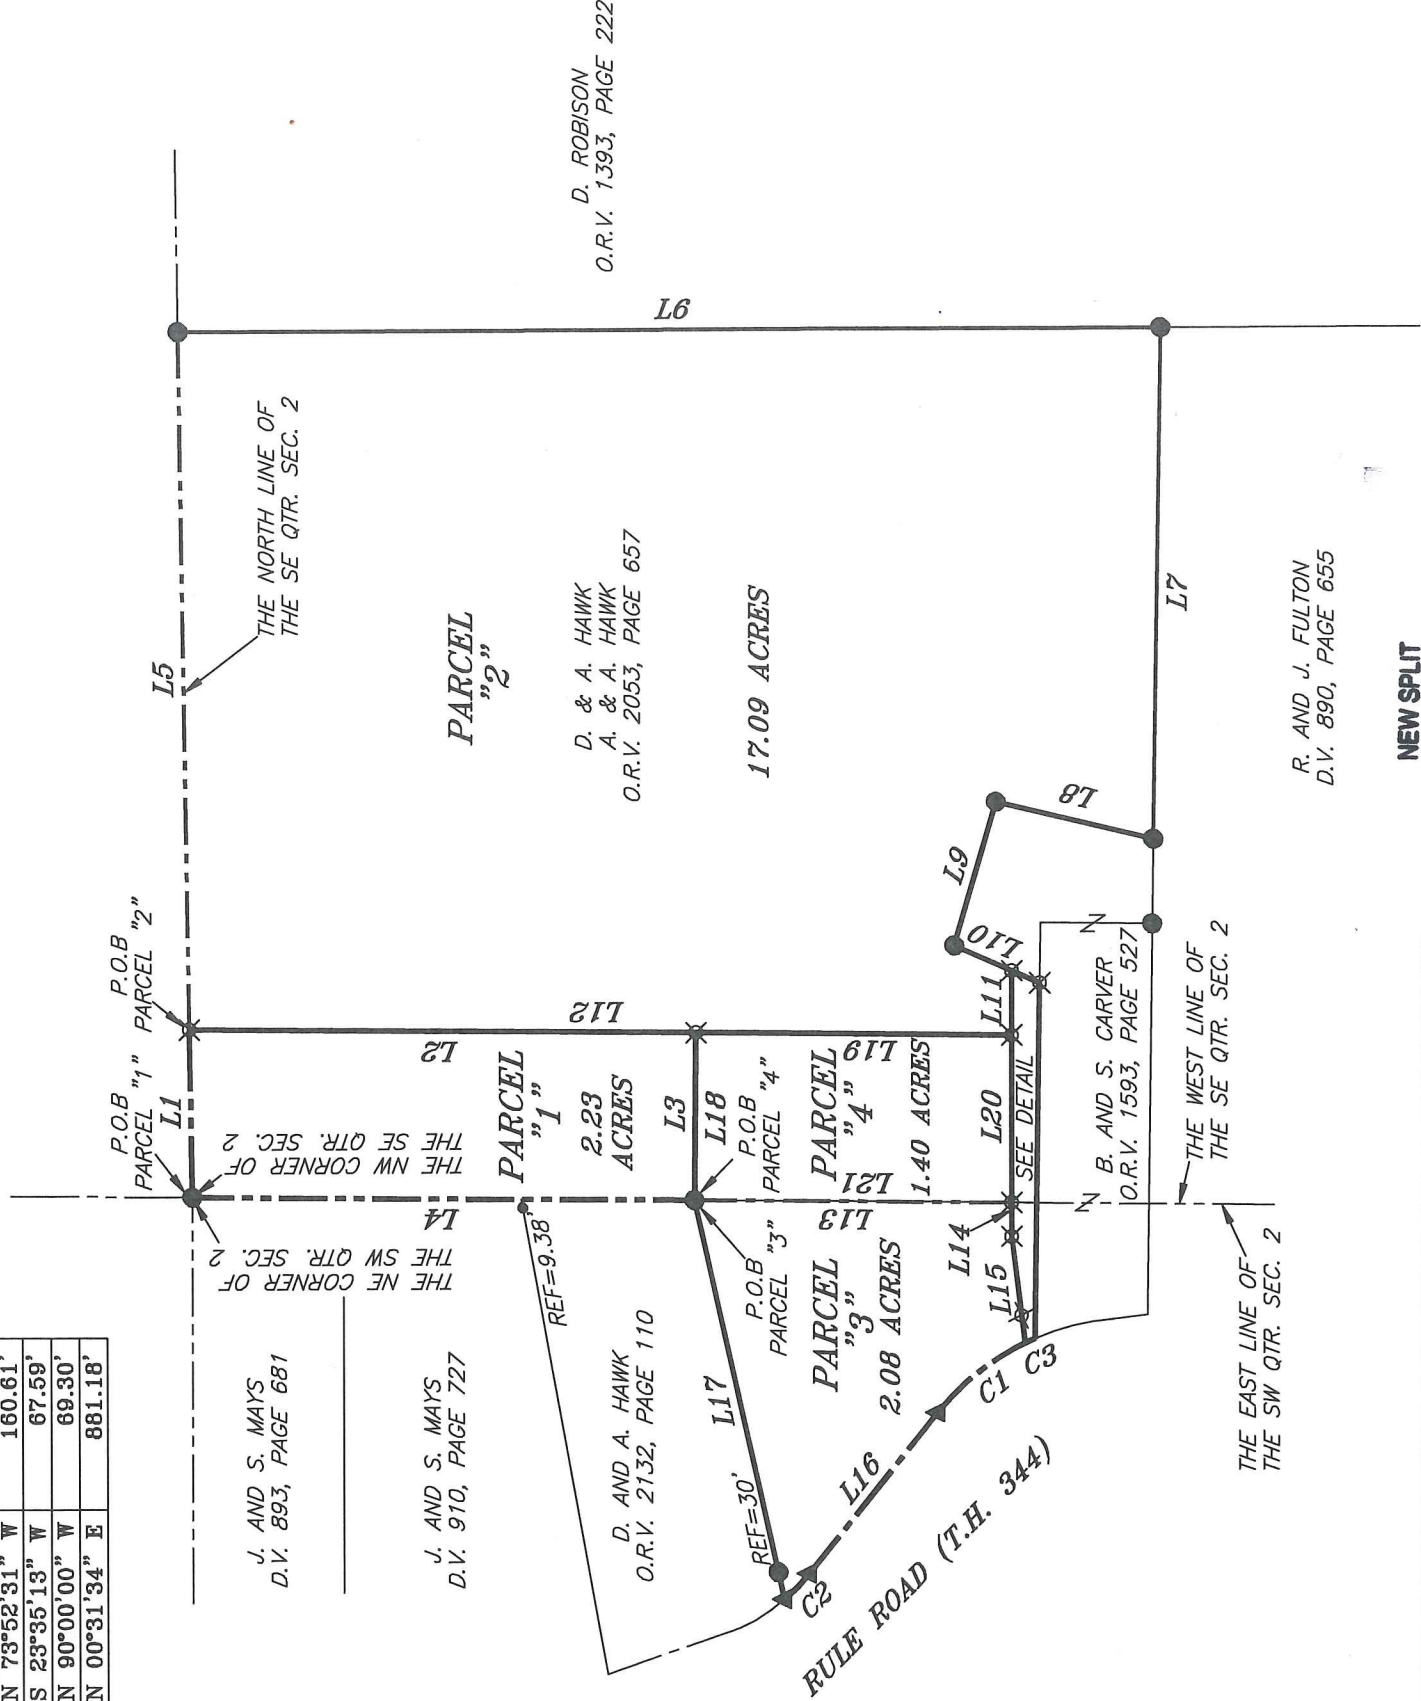 N 73°52'31" W 160.61'
S 23°35'13" W 67.59'
N 90°00'00" W 69.30'
N 00°31'34" E 881.18'
D. ROBISON
O.R.V. 1393, PAGE 222
L6
THE NORTH LINE OF
THE SE QTR. SEC. 2
L5
PARCEL
"2"
D. & A. HAWK
A. & A. HAWK
O.R.V. 2053, PAGE 657
17.09 ACRES
L7
R. AND J. FULTON
D.V. 890, PAGE 655
NEW SPLIT
L8
L9
L10
L11
P.O.B
PARCEL "2"
P.O.B
PARCEL "1"
L1
L12
L2
PARCEL
"1"
2.23
ACRES
THE NW CORNER OF
THE SE QTR. SEC. 2
L3
L18
P.O.B
PARCEL "4"
PARCEL
"4"
1.40 ACRES
L19
L20
L21
SEE DETAIL
B. AND S. CARVER
O.R.V. 1593, PAGE 527
Z
Z
THE WEST LINE OF
THE SE QTR. SEC. 2
L4
THE NE CORNER OF
THE SW QTR. SEC. 2
REF=9.38'
L13
P.O.B
PARCEL "3"
PARCEL
"3"
2.08 ACRES
L14
L15
L17
J. AND S. MAYS
D.V. 893, PAGE 681
J. AND S. MAYS
D.V. 910, PAGE 727
D. AND A. HAWK
O.R.V. 2132, PAGE 110
REF=30'
C1
C3
L16
C2
RULE ROAD (T.H. 344)
THE EAST LINE OF
THE SW QTR. SEC. 2